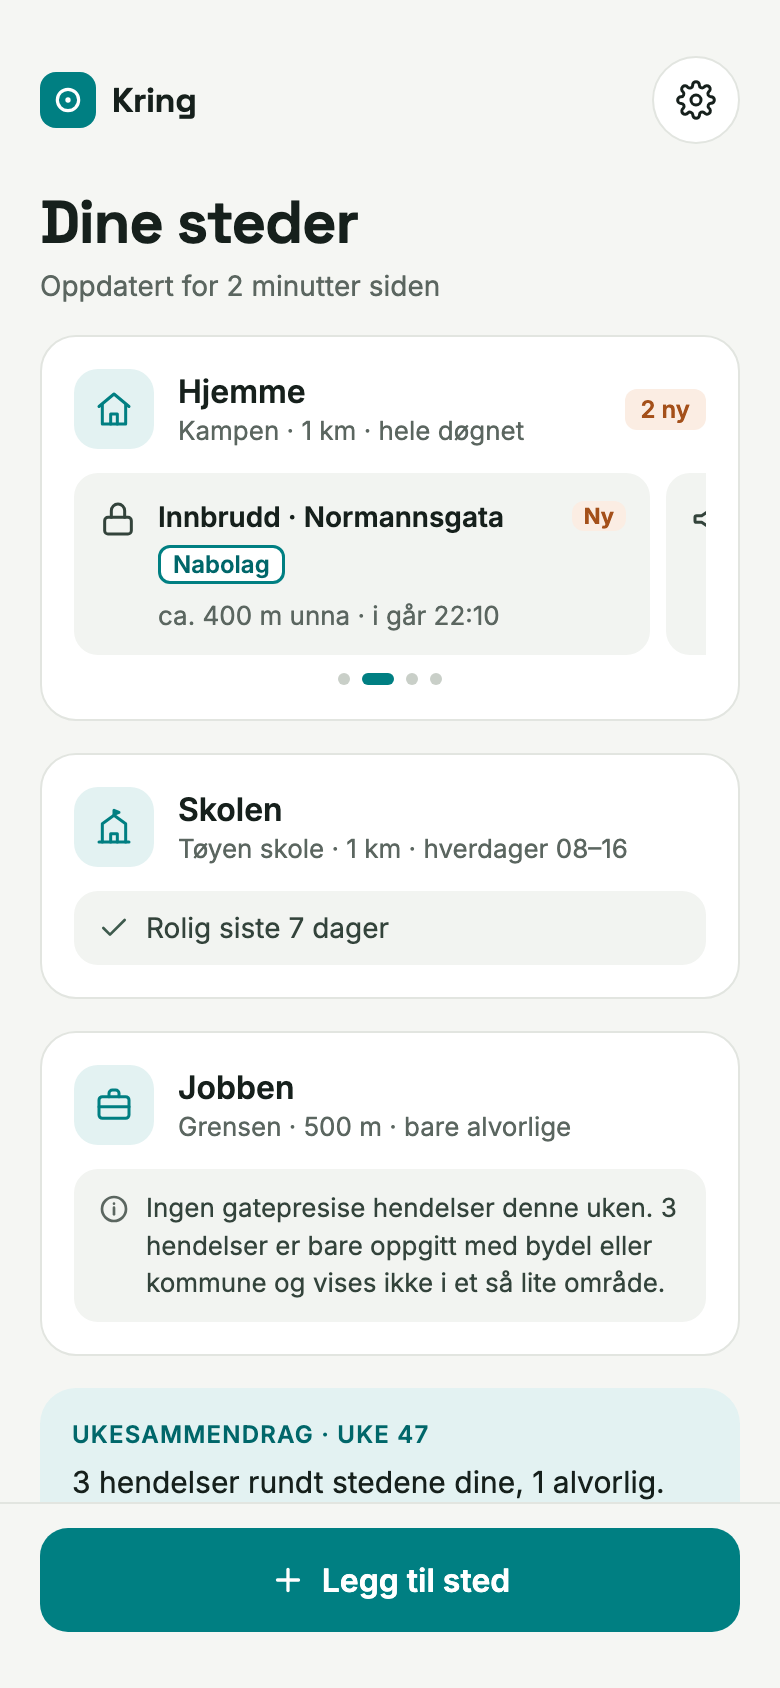 Kring
Dine steder
Oppdatert for 2 minutter siden
Hjemme
Kampen · 1 km · hele døgnet
2 ny
Innbrudd · Normannsgata
Ny
Nabolag
ca. 400 m unna · i går 22:10
Skolen
Tøyen skole · 1 km · hverdager 08–16
Rolig siste 7 dager
Jobben
Grensen · 500 m · bare alvorlige
Ingen gatepresise hendelser denne uken. 3
hendelser er bare oppgitt med bydel eller
kommune og vises ikke i et så lite område.
UKESAMMENDRAG · UKE 47
3 hendelser rundt stedene dine, 1 alvorlig.
Legg til sted